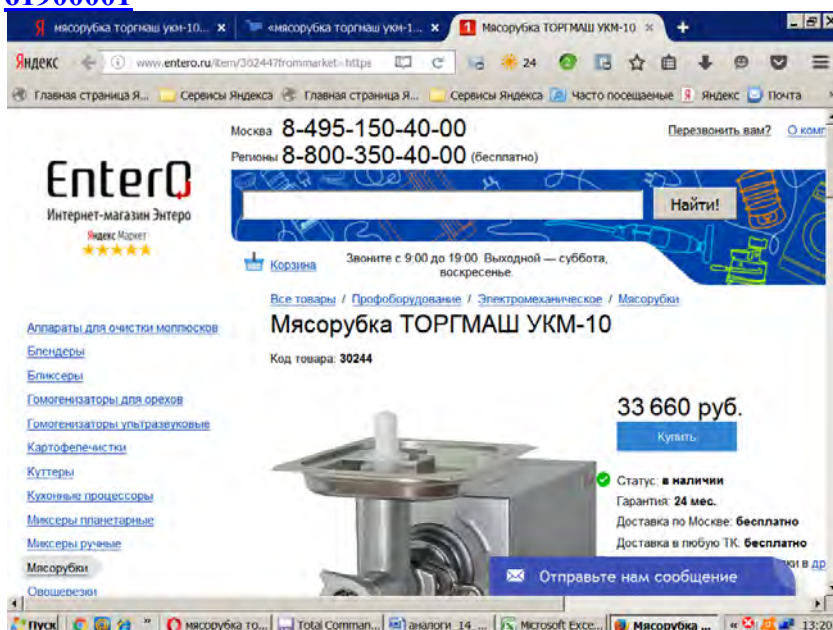 61900001
мясорубка торгмаш укм-10...
«мясорубка торгмаш укм-1...
Мясорубка ТОРГМАШ УКМ-10
Яндекс
www.entero.ru/item/30244?frommarket=https
24
Главная страница Я...
Сервисы Яндекса
Главная страница Я...
Сервисы Яндекса
Часто посещаемые
Яндекс
Почта
Москва 8-495-150-40-00
Перезвонить вам?
О комп
Регионы 8-800-350-40-00 (бесплатно)
EnterO
Интернет-магазин Энтеро
Яндекс Маркет
Найти!
Корзина
Звоните с 9:00 до 19:00. Выходной — суббота,
воскресенье.
Все товары / Профоборудование / Электромеханическое / Мясорубки
Мясорубка ТОРГМАШ УКМ-10
Код товара: 30244
Аппараты для очистки моллюсков
Блендеры
Бликсеры
Гомогенизаторы для орехов
Гомогенизаторы ультразвуковые
Картофелечистки
Куттеры
Кухонные процессоры
Миксеры планетарные
Миксеры ручные
Мясорубки
Овощерезки
33 660 руб.
Купить
Статус: в наличии
Гарантия: 24 мес.
Доставка по Москве: бесплатно
Доставка в любую ТК: бесплатно
ки в др
Отправьте нам сообщение
Пуск
мясорубка то...
Total Comman...
аналоги_14_...
Microsoft Exce...
Мясорубка ...
13:20